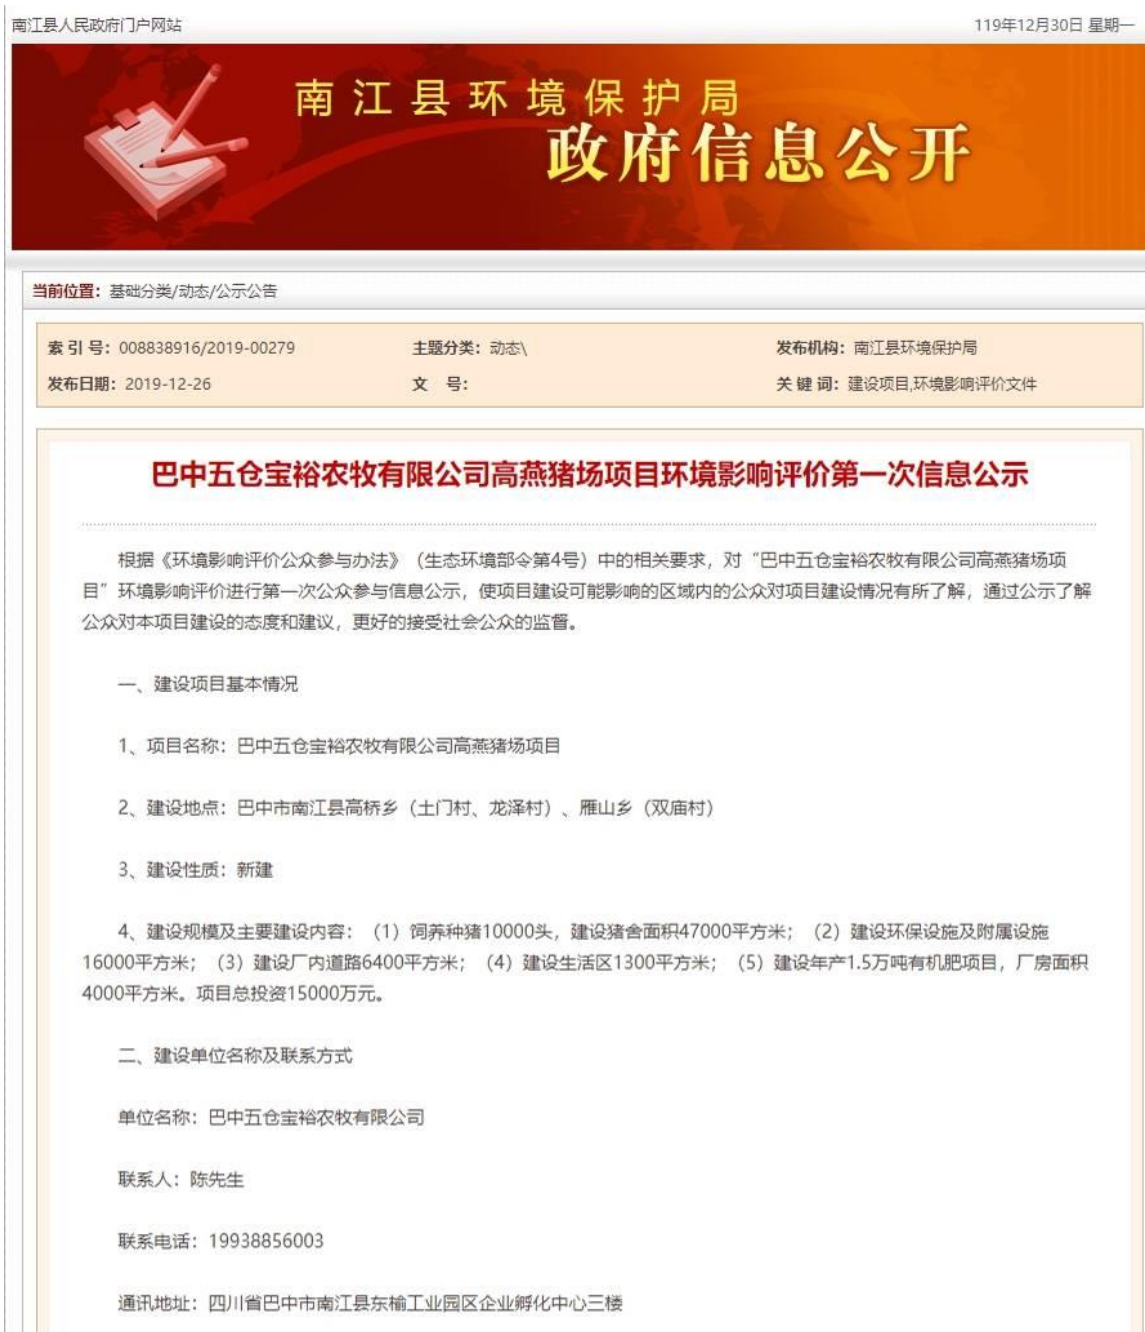 南江县人民政府门户网站
119年12月30日 星期一
南江县环境保护局
政府信息公开
当前位置：基础分类/动态/公示公告
索 引 号：008838916/2019-00279 主题分类：动态\ 发布机构：南江县环境保护局
发布日期：2019-12-26 文 号： 关 键 词：建设项目,环境影响评价文件
巴中五仓宝裕农牧有限公司高燕猪场项目环境影响评价第一次信息公示
根据《环境影响评价公众参与办法》（生态环境部令第4号）中的相关要求，对“巴中五仓宝裕农牧有限公司高燕猪场项
目”环境影响评价进行第一次公众参与信息公示，使项目建设可能影响的区域内的公众对项目建设情况有所了解，通过公示了解
公众对本项目建设的态度和建议，更好的接受社会公众的监督。
一、建设项目基本情况
1、项目名称：巴中五仓宝裕农牧有限公司高燕猪场项目
2、建设地点：巴中市南江县高桥乡（土门村、龙泽村）、雁山乡（双庙村）
3、建设性质：新建
4、建设规模及主要建设内容：（1）饲养种猪10000头，建设猪舍面积47000平方米；（2）建设环保设施及附属设施
16000平方米；（3）建设厂内道路6400平方米；（4）建设生活区1300平方米；（5）建设年产1.5万吨有机肥项目，厂房面积
4000平方米。项目总投资15000万元。
二、建设单位名称及联系方式
单位名称：巴中五仓宝裕农牧有限公司
联系人：陈先生
联系电话：19938856003
通讯地址：四川省巴中市南江县东榆工业园区企业孵化中心三楼